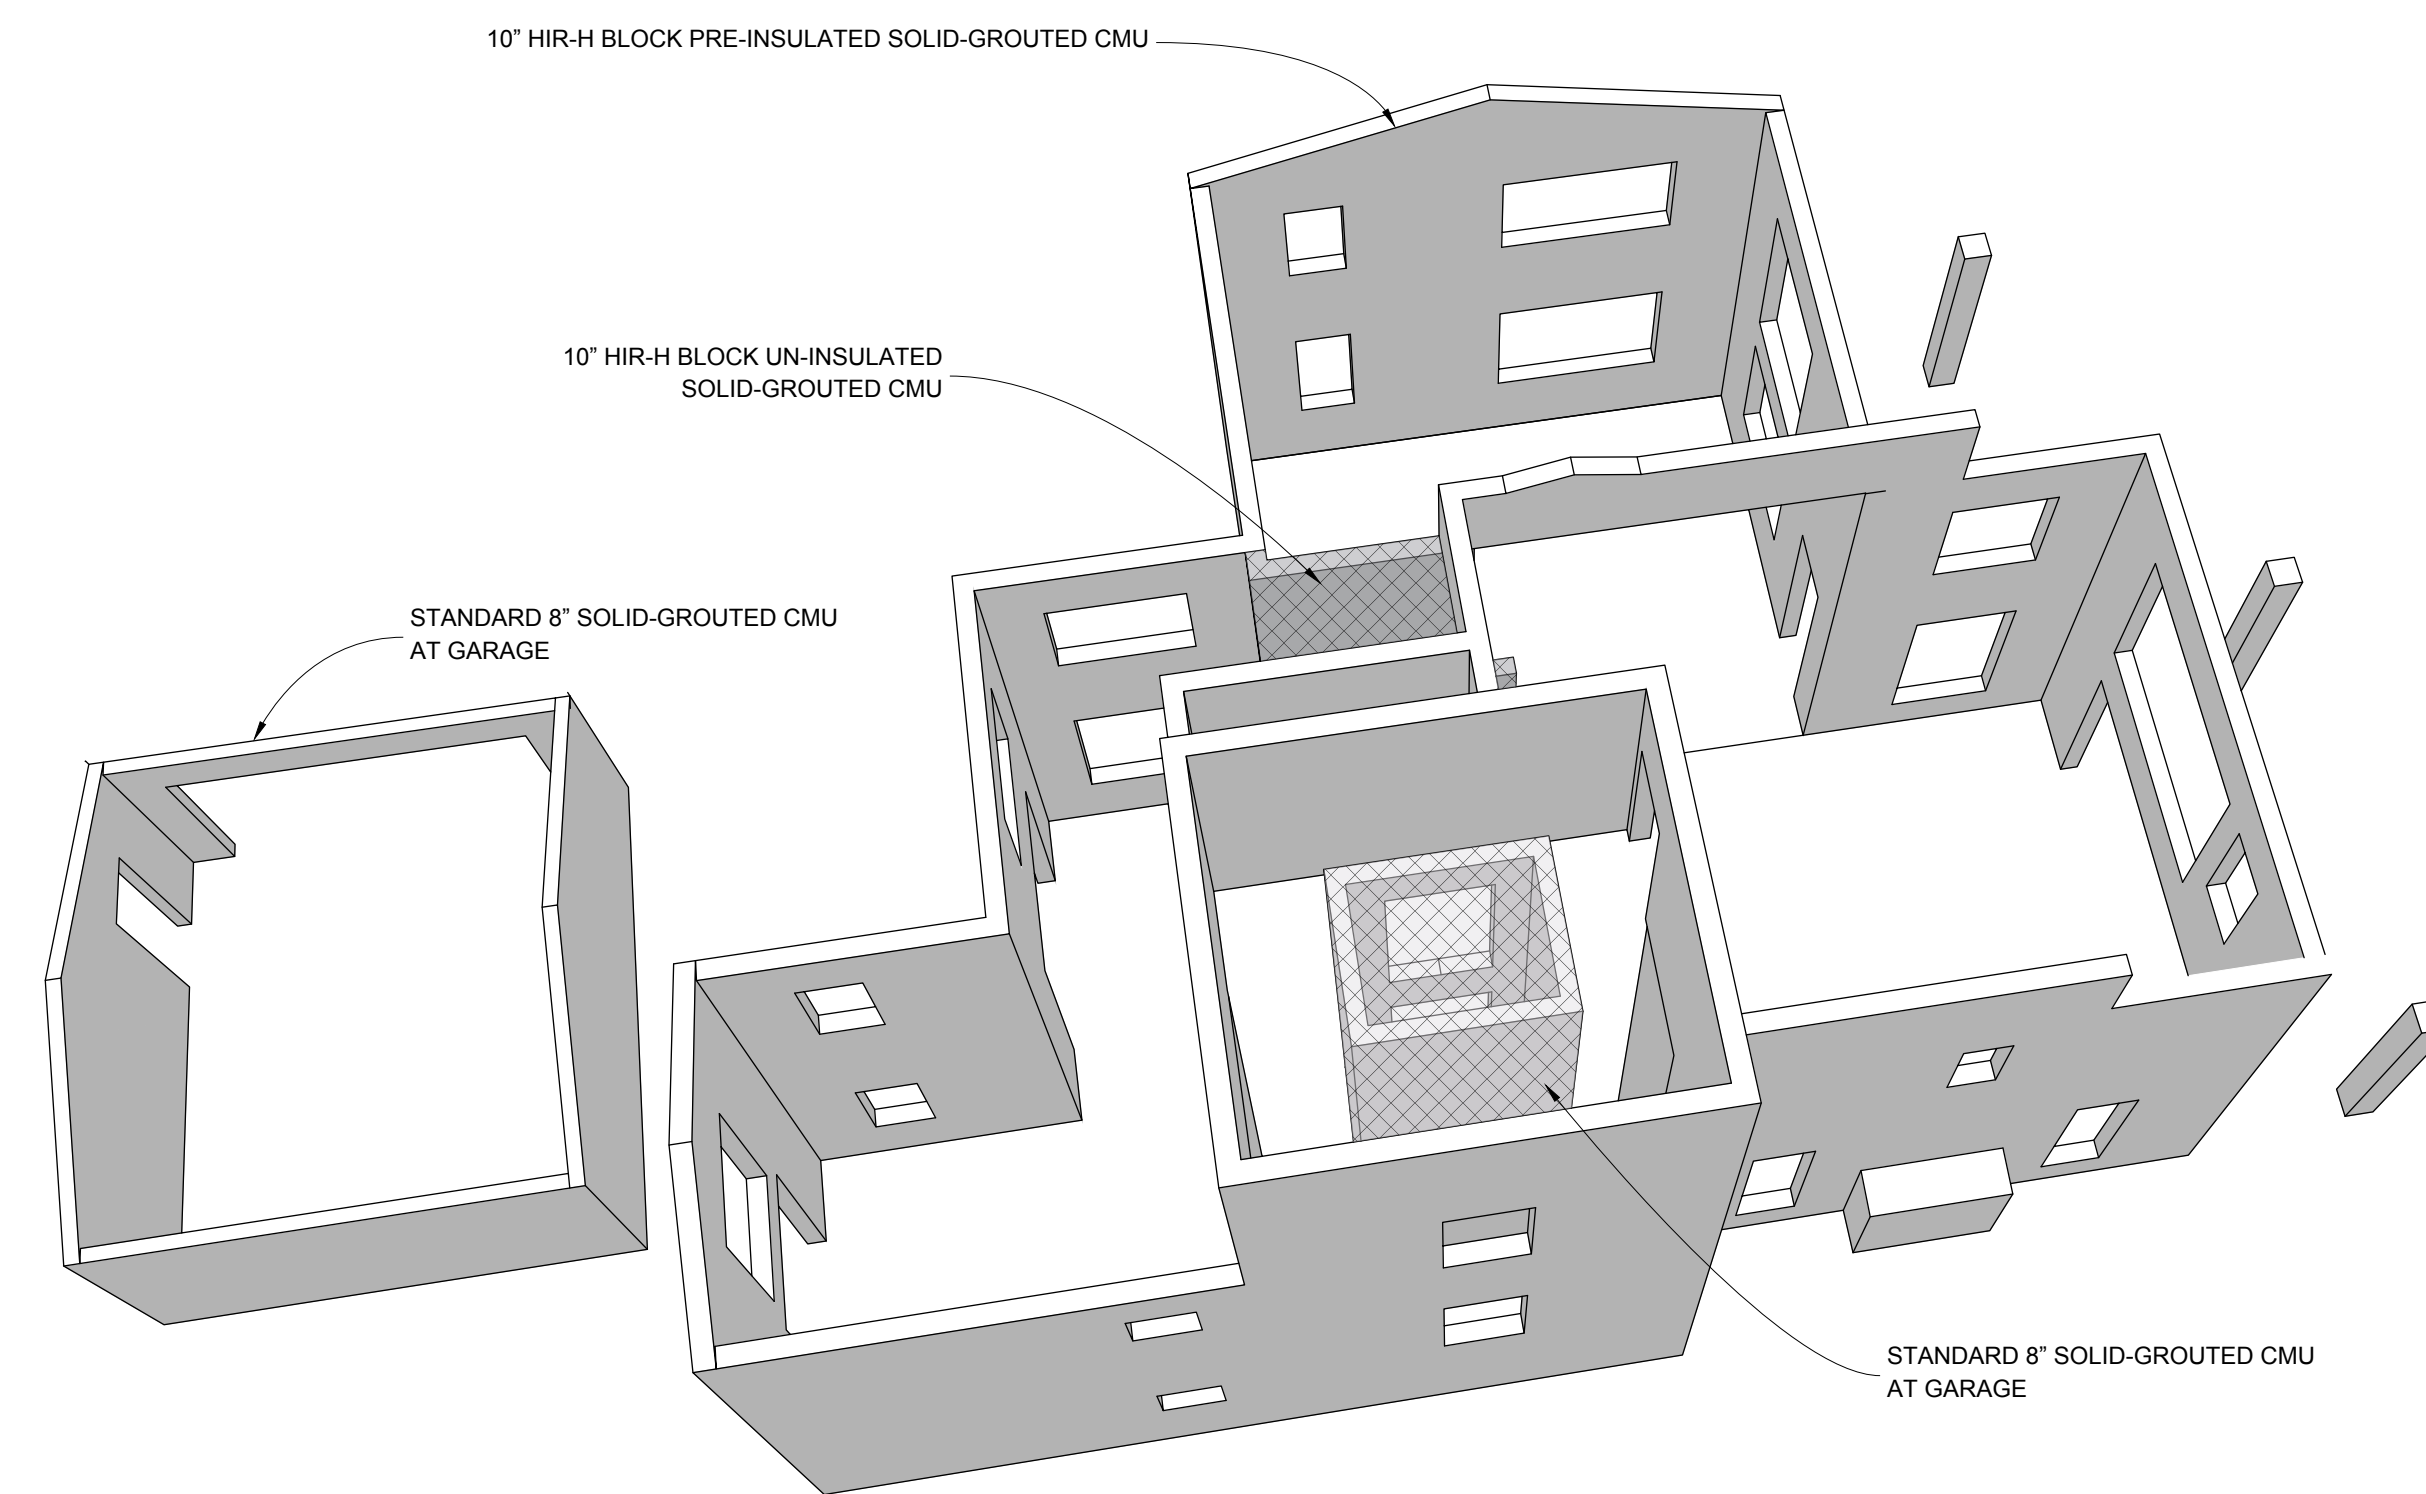 10” HIR-H BLOCK PRE-INSULATED SOLID-GROUTED CMU
10” HIR-H BLOCK UN-INSULATED
SOLID-GROUTED CMU
STANDARD 8” SOLID-GROUTED CMU
AT GARAGE
STANDARD 8” SOLID-GROUTED CMU
AT GARAGE